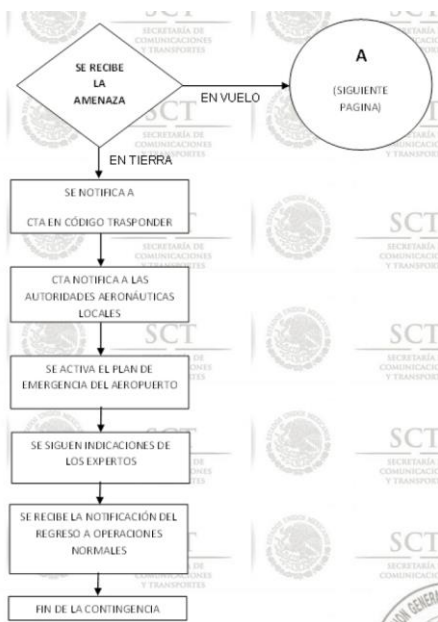 SE RECIBE
LA
AMENAZA
EN VUELO
A
(SIGUIENTE
PAGINA)
EN TIERRA
SE NOTIFICA A
CTA EN CÓDIGO TRASPONDER
CTA NOTIFICA A LAS
AUTORIDADES AERONÁUTICAS
LOCALES
SE ACTIVA EL PLAN DE
EMERGENCIA DEL AEROPUERTO
SE SIGUEN INDICACIONES DE
LOS EXPERTOS
SE RECIBE LA NOTIFICACIÓN DEL
REGRESO A OPERACIONES
NORMALES
FIN DE LA CONTINGENCIA
SCT
SECRETARÍA DE
COMUNICACIONES
Y TRANSPORTES